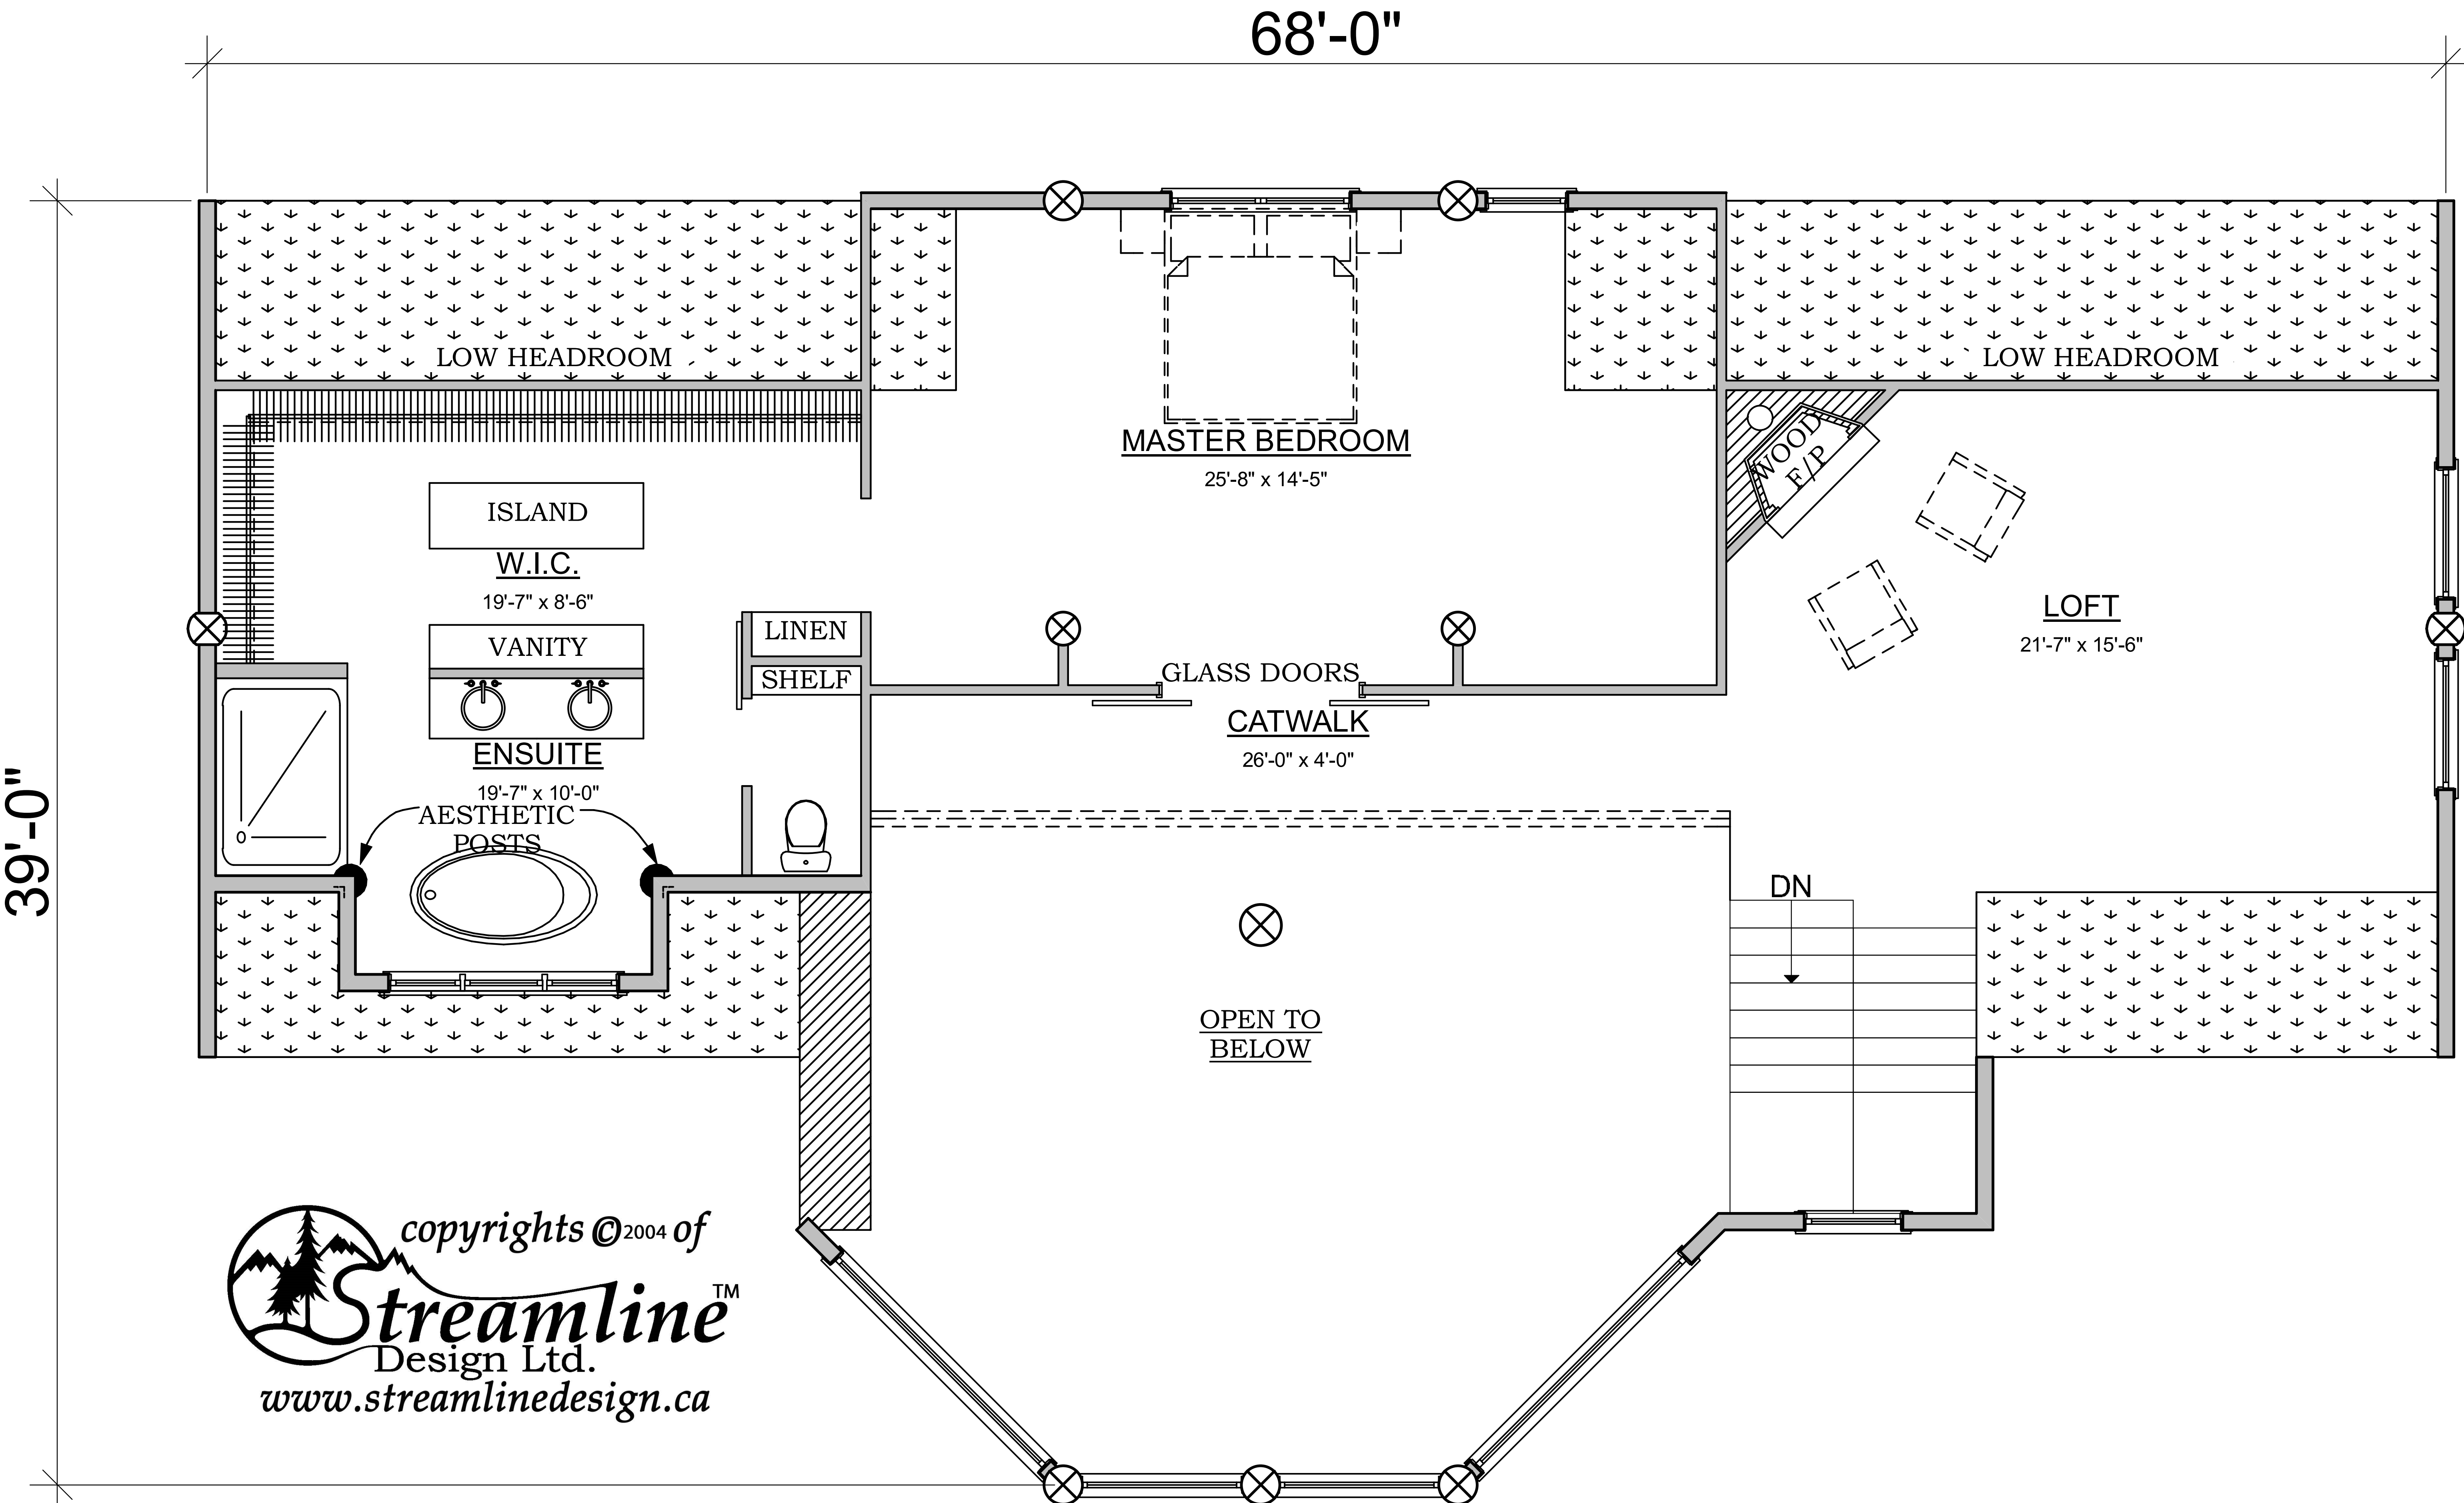 68'-0"
39'-0"
LOW HEADROOM
LOW HEADROOM
MASTER BEDROOM
25'-8" x 14'-5"
WOOD
F/P
ISLAND
W.I.C.
19'-7" x 8'-6"
VANITY
LINEN
SHELF
GLASS DOORS
CATWALK
26'-0" x 4'-0"
LOFT
21'-7" x 15'-6"
ENSUITE
19'-7" x 10'-0"
AESTHETIC
POSTS
DN
OPEN TO
BELOW
copyrights © 2004 of
Streamline™
Design Ltd.
www.streamlinedesign.ca